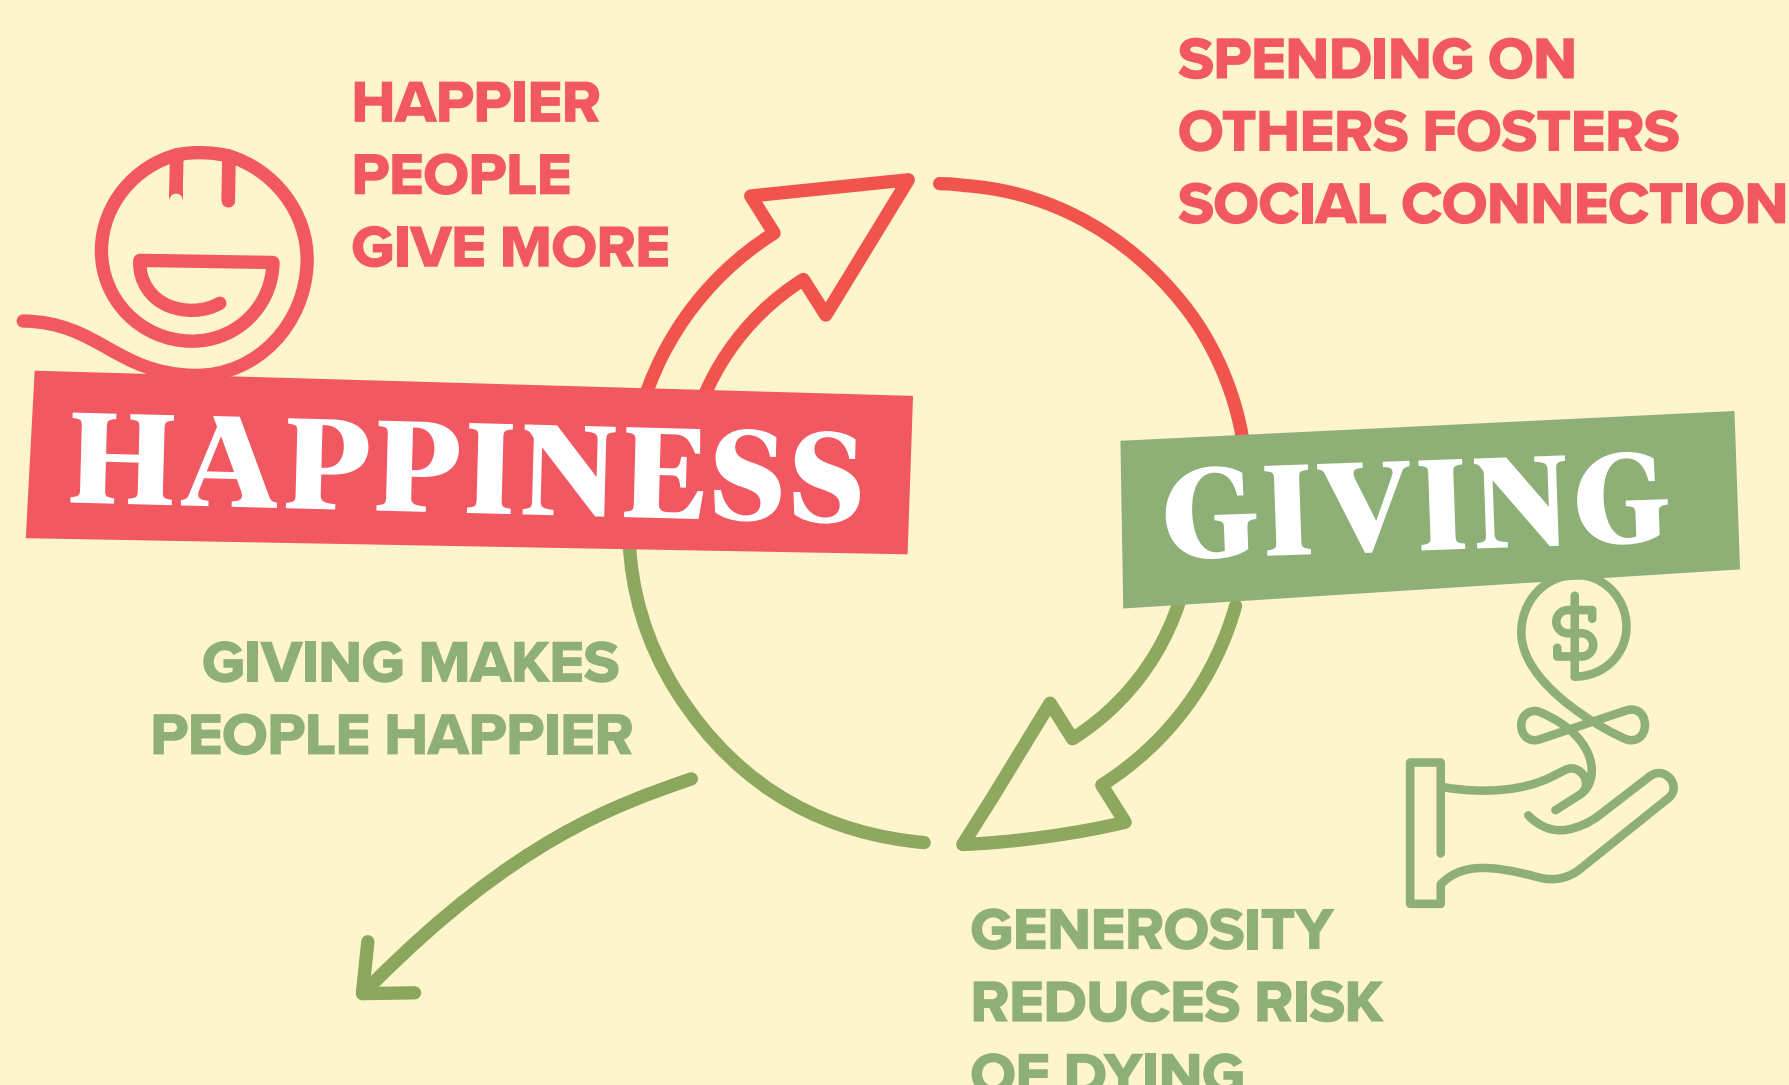 HAPPIER
PEOPLE
GIVE MORE
SPENDING ON
OTHERS FOSTERS
SOCIAL CONNECTION
HAPPINESS
GIVING
$
GIVING MAKES
PEOPLE HAPPIER
GENEROSITY
REDUCES RISK
OF DYING